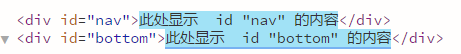 <div id="nav">此处显示  id "nav" 的内容</div>
▼ <div id="bottom">此处显示  id "bottom" 的内容</div>